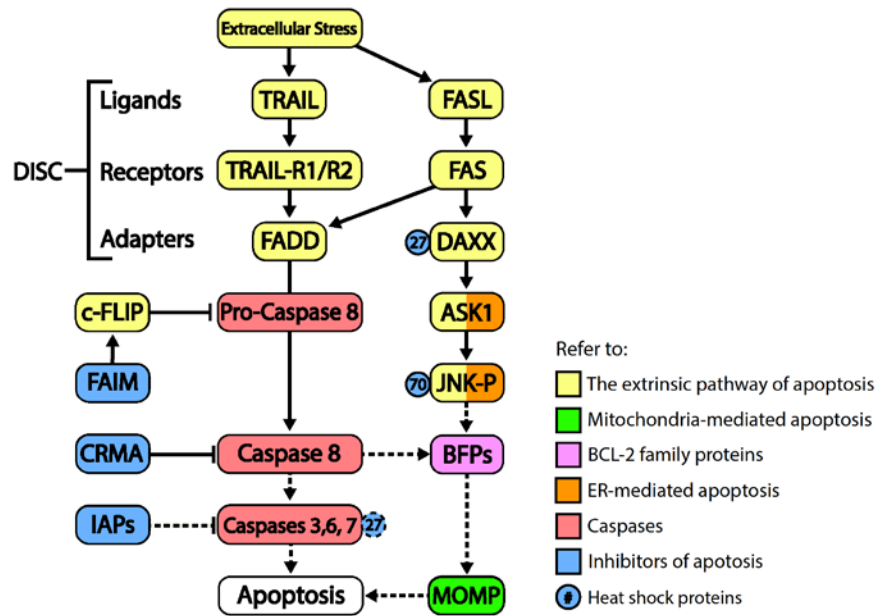 Extracellular Stress
Ligands
TRAIL
FASL
DISC
Receptors
TRAIL-R1/R2
FAS
Adapters
FADD
27
DAXX
c-FLIP
Pro-Caspase 8
ASK1
FAIM
70
JNK-P
CRMA
Caspase 8
BFPs
IAPs
Caspases 3,6, 7
27
Apoptosis
MOMP
Refer to:
The extrinsic pathway of apoptosis
Mitochondria-mediated apoptosis
BCL-2 family proteins
ER-mediated apoptosis
Caspases
Inhibitors of apotosis
# Heat shock proteins